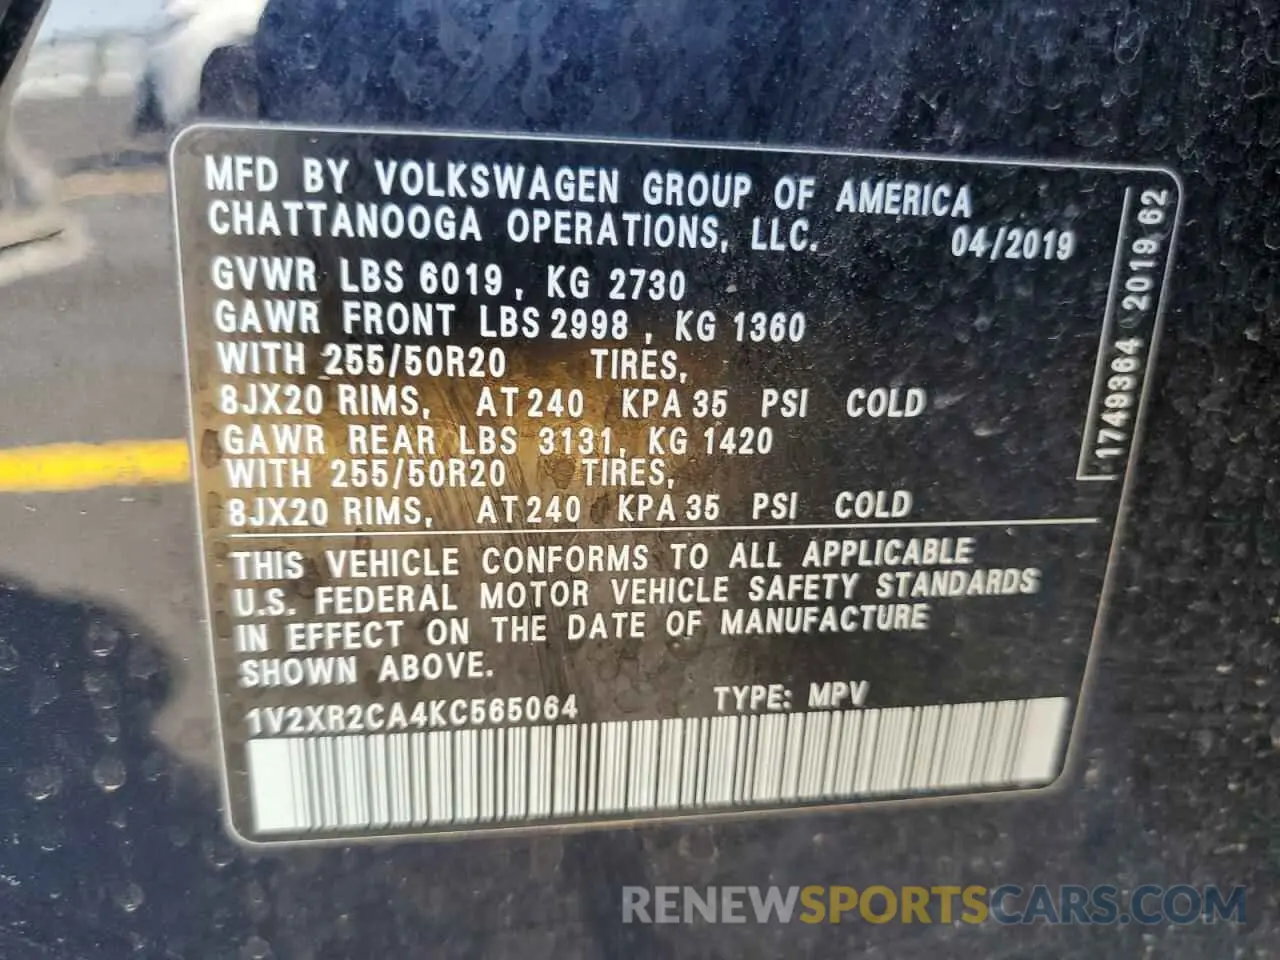 MFD BY VOLKSWAGEN GROUP OF AMERICA
CHATTANOOGA OPERATIONS, LLC. 04/2019
GVWR LBS 6019, KG 2730
GAWR FRONT LBS 2998, KG 1360
WITH 255/50R20 TIRES,
8JX20 RIMS, AT 240 KPA 35 PSI COLD
GAWR REAR LBS 3131, KG 1420
WITH 255/50R20 TIRES,
8JX20 RIMS, AT 240 KPA 35 PSI COLD
THIS VEHICLE CONFORMS TO ALL APPLICABLE
U.S. FEDERAL MOTOR VEHICLE SAFETY STANDARDS
IN EFFECT ON THE DATE OF MANUFACTURE
SHOWN ABOVE.
1V2XR2CA4KC565064 TYPE: MPV
1749364 2019 62
RENEWSPORTSCARS.COM